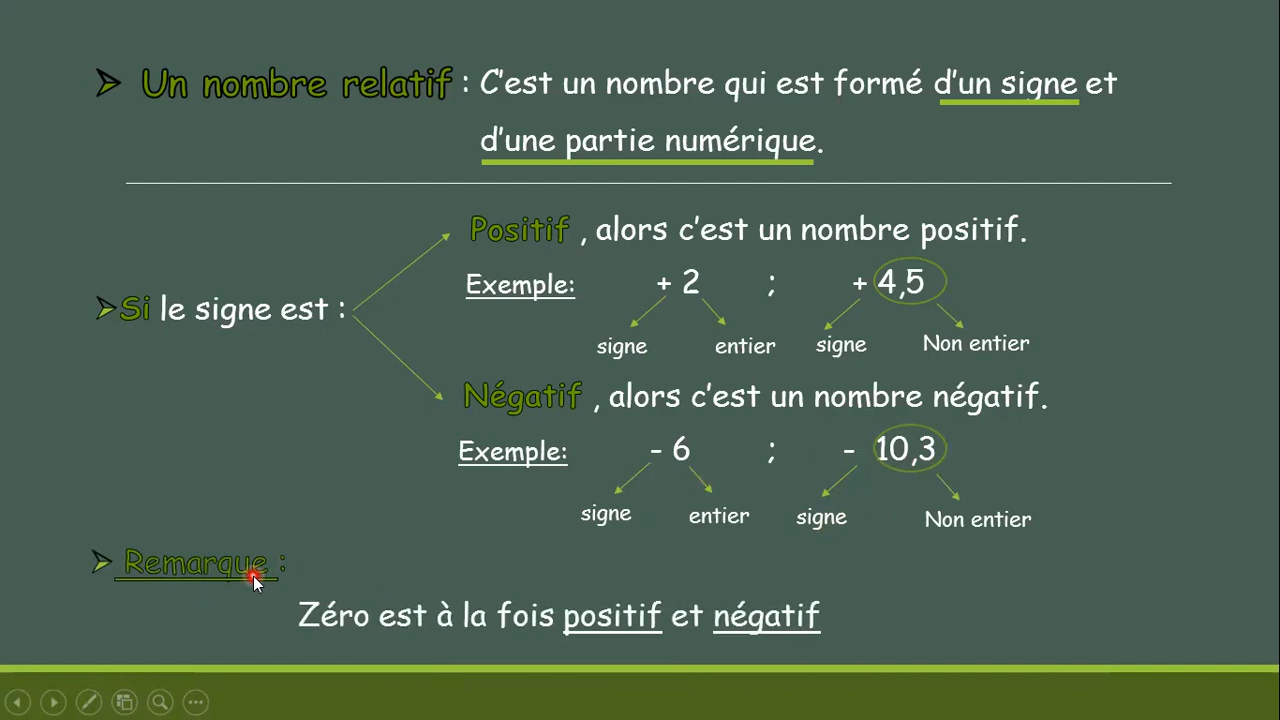 Un nombre relatif : C’est un nombre qui est formé d’un signe et
d’une partie numérique.
Positif , alors c’est un nombre positif.
Exemple: + 2 ; + 4,5
signe entier signe Non entier
Si le signe est :
Négatif , alors c’est un nombre négatif.
Exemple: - 6 ; - 10,3
signe entier signe Non entier
Remarque :
Zéro est à la fois positif et négatif